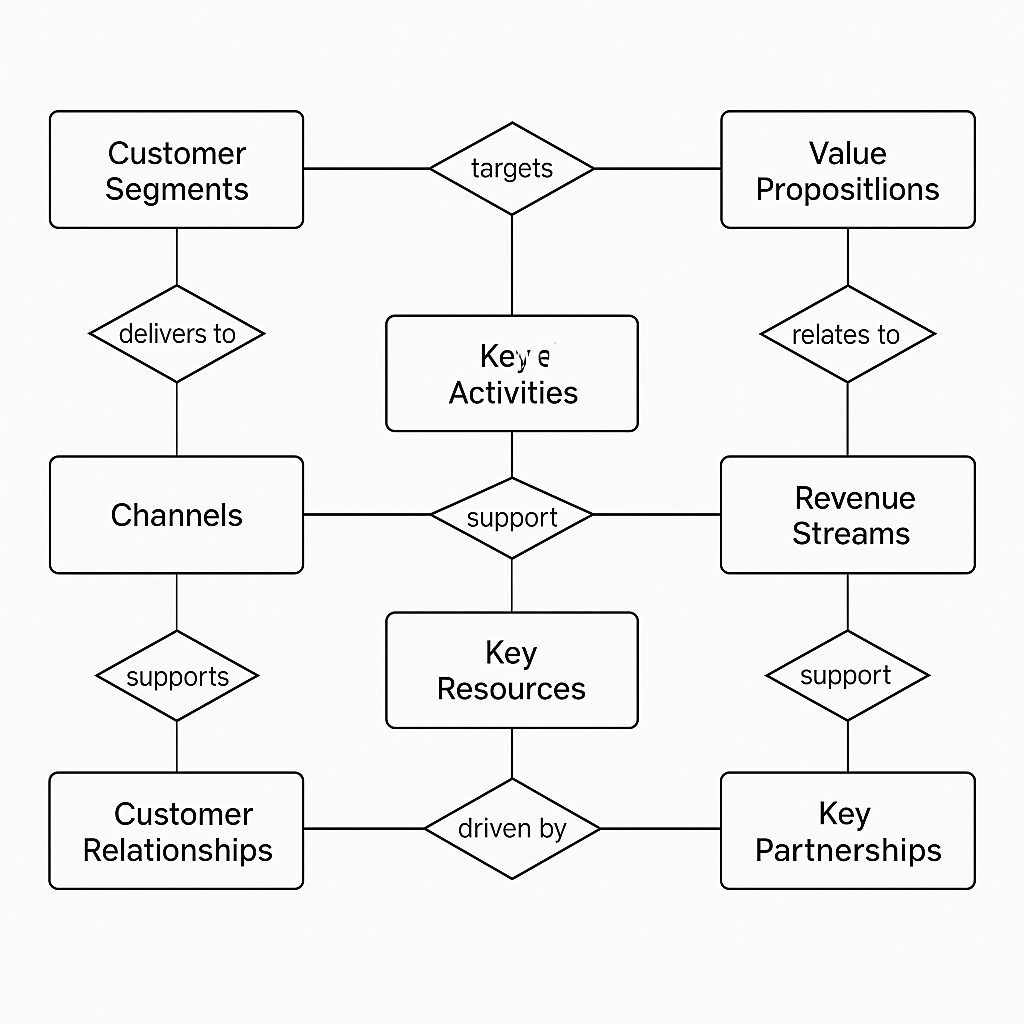 Customer
Segments
targets
Value
Propositlions
delivers to
Key e
Activities
relates to
Channels
support
Revenue
Streams
supports
Key
Resources
support
Customer
Relationships
driven by
Key
Partnerships